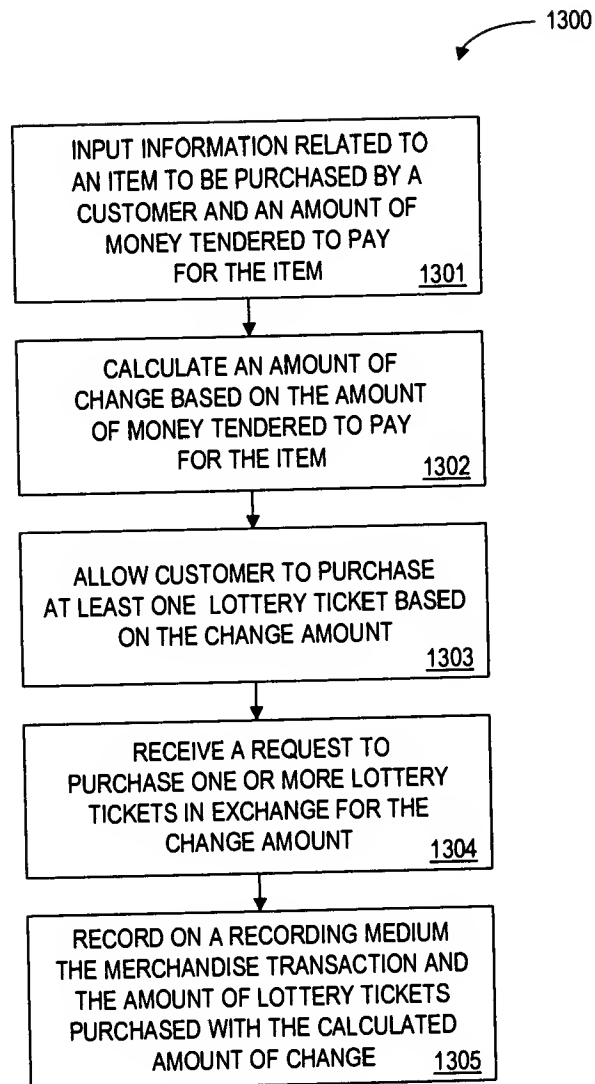 1300
INPUT INFORMATION RELATED TO
AN ITEM TO BE PURCHASED BY A
CUSTOMER AND AN AMOUNT OF
MONEY TENDERED TO PAY
FOR THE ITEM 1301
CALCULATE AN AMOUNT OF
CHANGE BASED ON THE AMOUNT
OF MONEY TENDERED TO PAY
FOR THE ITEM 1302
ALLOW CUSTOMER TO PURCHASE
AT LEAST ONE LOTTERY TICKET BASED
ON THE CHANGE AMOUNT
1303
RECEIVE A REQUEST TO
PURCHASE ONE OR MORE LOTTERY
TICKETS IN EXCHANGE FOR THE
CHANGE AMOUNT 1304
RECORD ON A RECORDING MEDIUM
THE MERCHANDISE TRANSACTION AND
THE AMOUNT OF LOTTERY TICKETS
PURCHASED WITH THE CALCULATED
AMOUNT OF CHANGE 1305